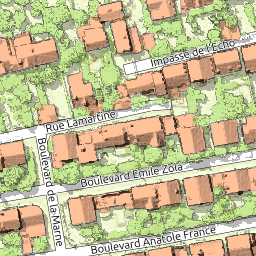 Impasse de l'Écho
Rue Lamartine
Boulevard de la Marne
Boulevard Émile Zola
Boulevard Anatole France